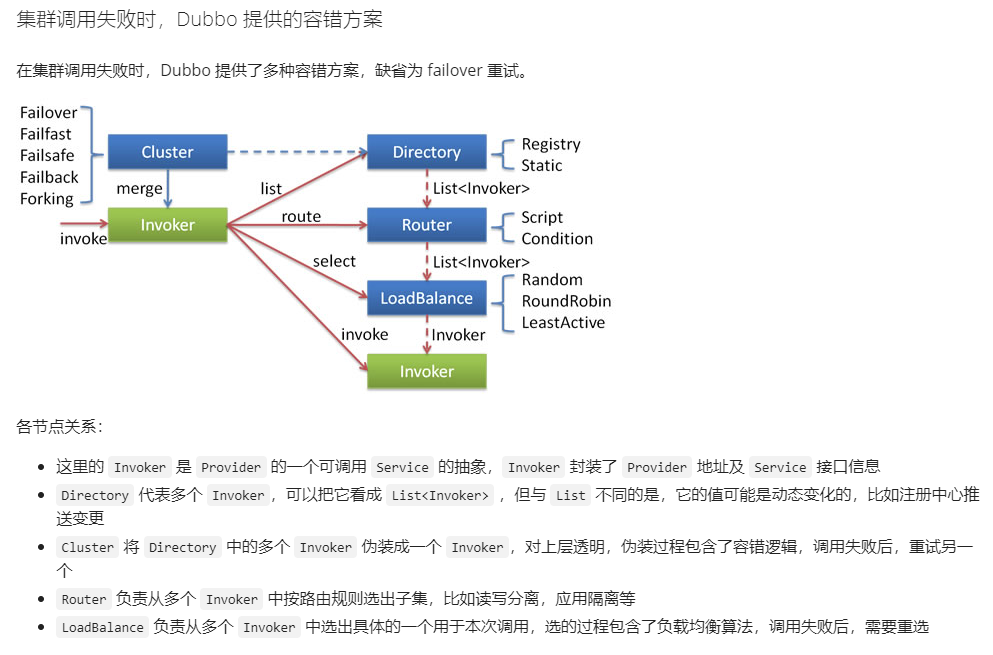 集群调用失败时，Dubbo 提供的容错方案
在集群调用失败时，Dubbo 提供了多种容错方案，缺省为 failover 重试。
Failover
Failfast
Failsafe
Failback
Forking
Cluster
merge
invoke
Invoker
list
route
select
invoke
Directory
List<Invoker>
Router
List<Invoker>
LoadBalance
Invoker
Invoker
Registry
Static
Script
Condition
Random
RoundRobin
LeastActive
各节点关系：
这里的 Invoker 是 Provider 的一个可调用 Service 的抽象，Invoker 封装了 Provider 地址及 Service 接口信息
Directory 代表多个 Invoker，可以把它看成 List<Invoker> ，但与 List 不同的是，它的值可能是动态变化的，比如注册中心推
送变更
Cluster 将 Directory 中的多个 Invoker 伪装成一个 Invoker，对上层透明，伪装过程包含了容错逻辑，调用失败后，重试另一
个
Router 负责从多个 Invoker 中按路由规则选出子集，比如读写分离，应用隔离等
LoadBalance 负责从多个 Invoker 中选出具体的一个用于本次调用，选的过程包含了负载均衡算法，调用失败后，需要重选